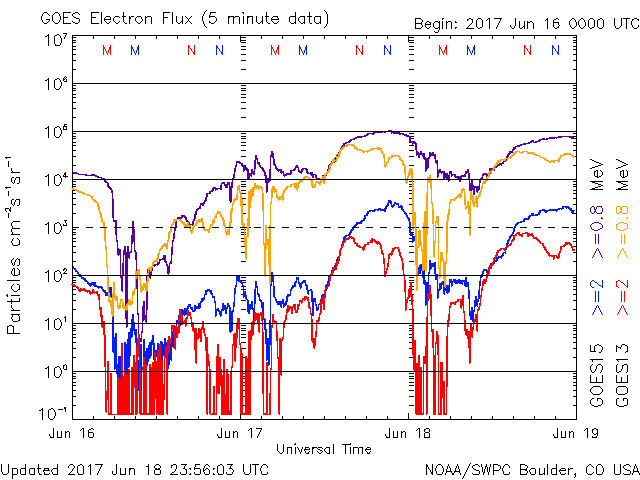 GOES Electron Flux (5 minute data)
Begin: 2017 Jun 16 0000 UTC
10⁷
M M N N M M N N M M N N
10⁶
10⁵
10⁴
10³
10²
10¹
10⁰
10⁻¹
Particles cm⁻²s⁻¹sr⁻¹
GOES15 >=2 >=0.8 MeV
GOES13 >=2 >=0.8 MeV
Jun 16 Jun 17 Jun 18 Jun 19
Universal Time
Updated 2017 Jun 18 23:56:03 UTC
NOAA/SWPC Boulder, CO USA